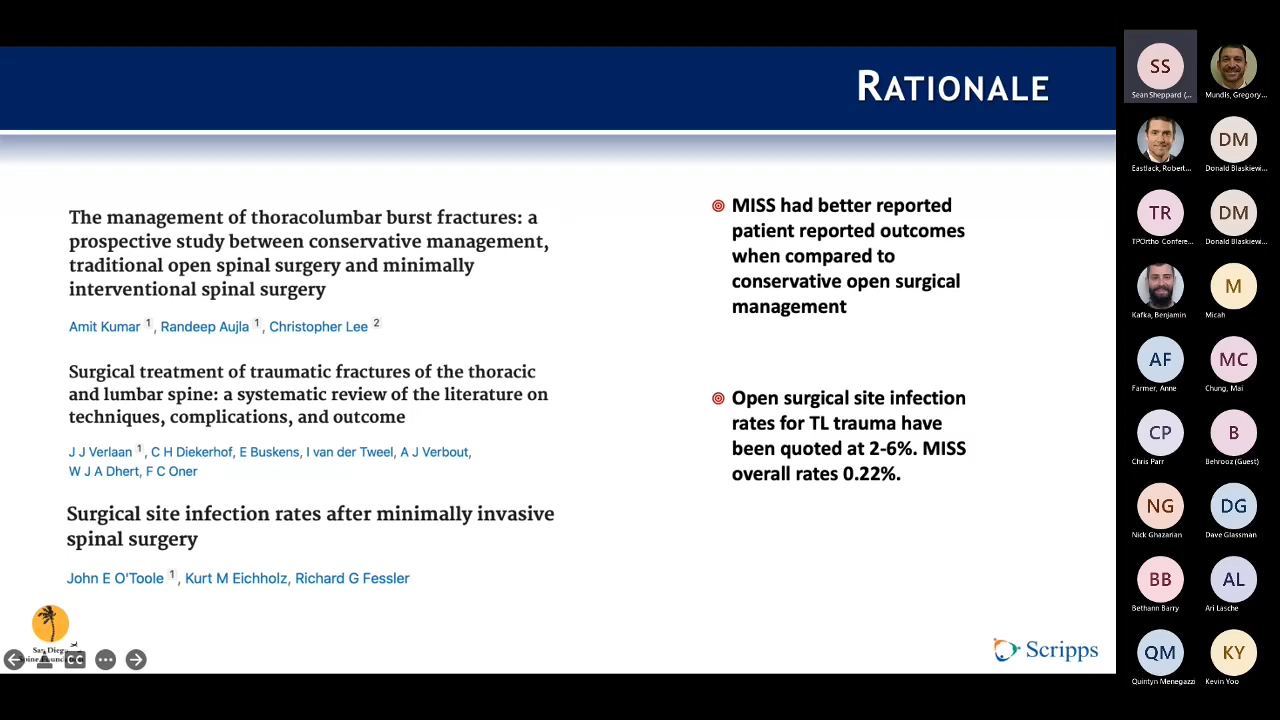 RATIONALE
The management of thoracolumbar burst fractures: a
prospective study between conservative management,
traditional open spinal surgery and minimally
interventional spinal surgery
Amit Kumar 1, Randeep Aujla 1, Christopher Lee 2
Surgical treatment of traumatic fractures of the thoracic
and lumbar spine: a systematic review of the literature on
techniques, complications, and outcome
J J Verlaan 1, C H Diekerhof, E Buskens, I van der Tweel, A J Verbout,
W J A Dhert, F C Oner
Surgical site infection rates after minimally invasive
spinal surgery
John E O'Toole 1, Kurt M Eichholz, Richard G Fessler
MISS had better reported
patient reported outcomes
when compared to
conservative open surgical
management
Open surgical site infection
rates for TL trauma have
been quoted at 2-6%. MISS
overall rates 0.22%.
San Diego
Spine
CC
Scripps
SS
Sean Sheppard (...
Mundis, Gregory...
Eastlack, Robert...
DM
Donald Blaskiewi...
TR
TPOrtho Confere...
DM
Donald Blaskiewi...
Kafka, Benjamin
M
Micah
AF
Farmer, Anne
MC
Chung, Mai
CP
Chris Parr
B
Behrooz (Guest)
NG
Nick Ghazarian
DG
Dave Glassman
BB
Bethann Barry
AL
Ari Lasche
QM
Quintyn Menegazzi
KY
Kevin Yoo